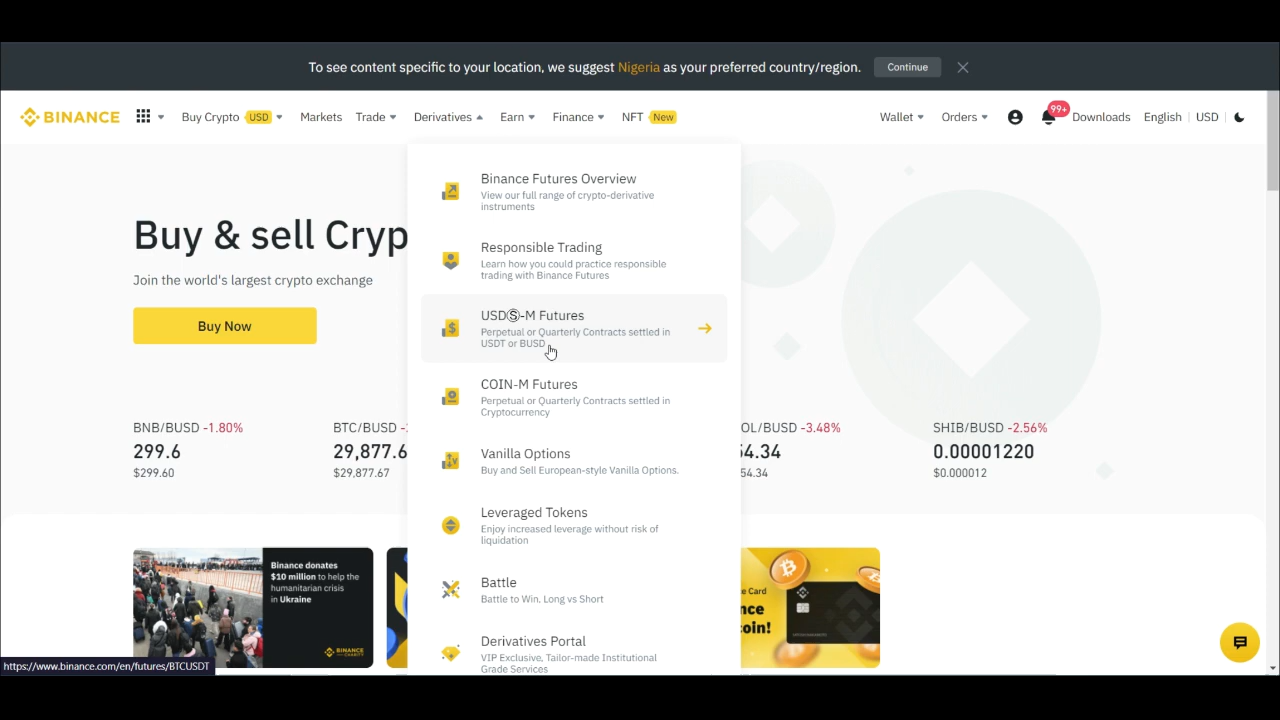 To see content specific to your location, we suggest Nigeria as your preferred country/region. Continue
BINANCE Buy Crypto USD Markets Trade Derivatives Earn Finance NFT New Wallet Orders 99+ Downloads English USD
Binance Futures Overview
View our full range of crypto-derivative
instruments
Buy & sell Cryp
Join the world's largest crypto exchange
Buy Now
Responsible Trading
Learn how you could practice responsible
trading with Binance Futures
USDⓈ-M Futures
Perpetual or Quarterly Contracts settled in
USDT or BUSD
COIN-M Futures
Perpetual or Quarterly Contracts settled in
Cryptocurrency
Vanilla Options
Buy and Sell European-style Vanilla Options.
Leveraged Tokens
Enjoy increased leverage without risk of
liquidation
Battle
Battle to Win, Long vs Short
Derivatives Portal
VIP Exclusive, Tailor-made Institutional
Grade Services
BNB/BUSD -1.80%
299.6
$299.60
BTC/BUSD
29,877.6
$29,877.67
OL/BUSD -3.48%
54.34
54.34
SHIB/BUSD -2.56%
0.00001220
$0.000012
Binance donates
$10 million to help the
humanitarian crisis
in Ukraine
BINANCE
CHARITY
e Card
nce
oin!
https://www.binance.com/en/futures/BTCUSDT